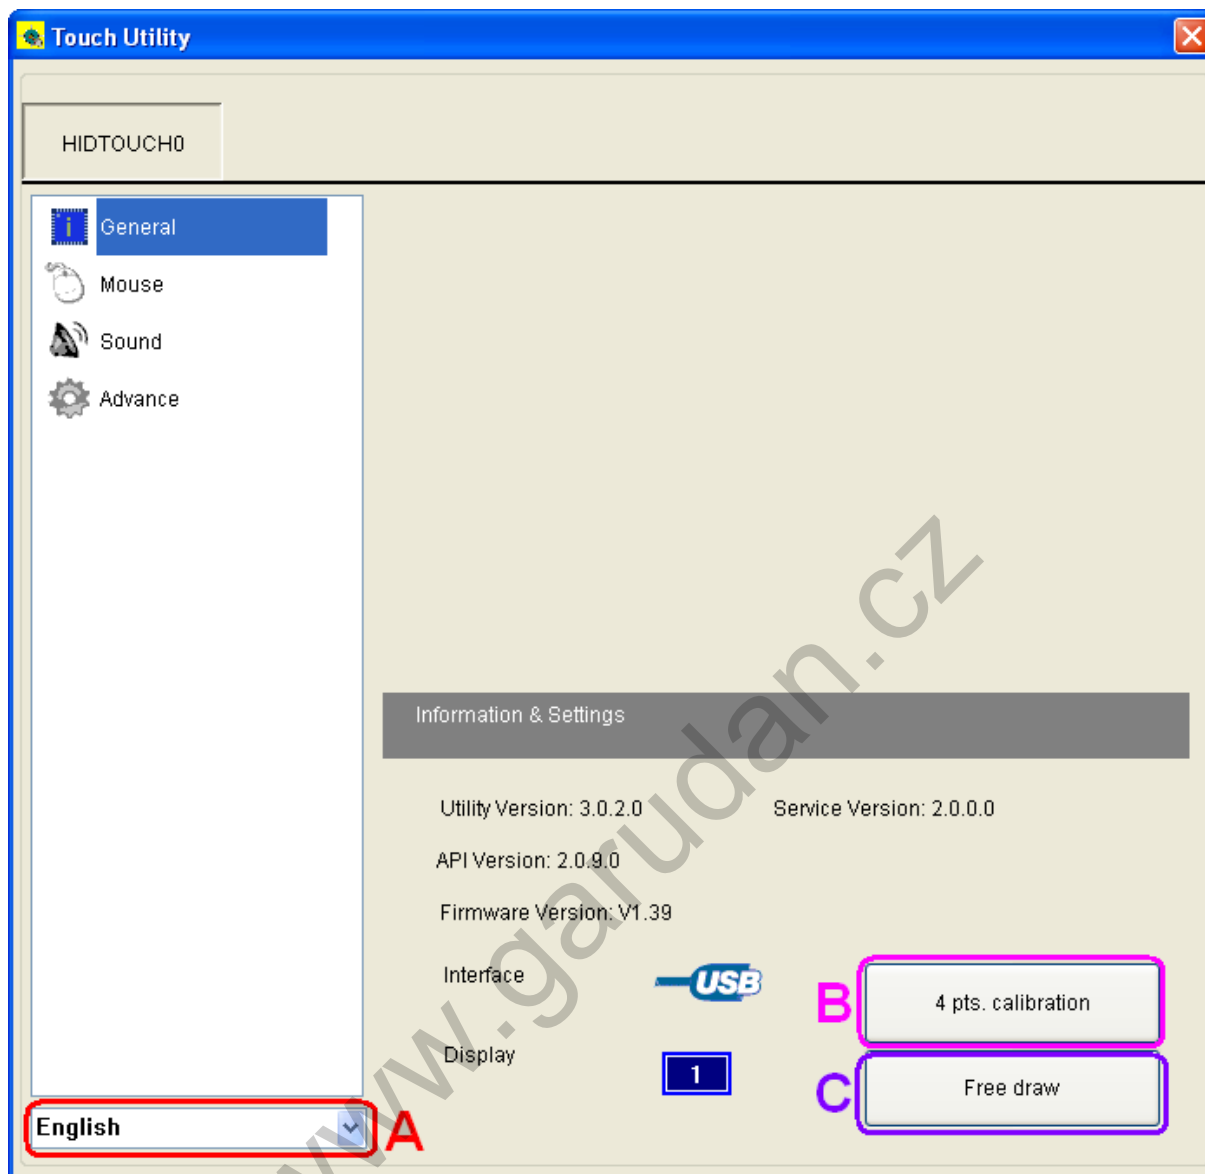 Touch Utility
HIDTOUCH0
i
General
Mouse
Sound
Advance
Information & Settings
Utility Version: 3.0.2.0 Service Version: 2.0.0.0
API Version: 2.0.9.0
Firmware Version: V1.39
Interface USB
B 4 pts. calibration
Display 1
C Free draw
English A
www.garudan.cz